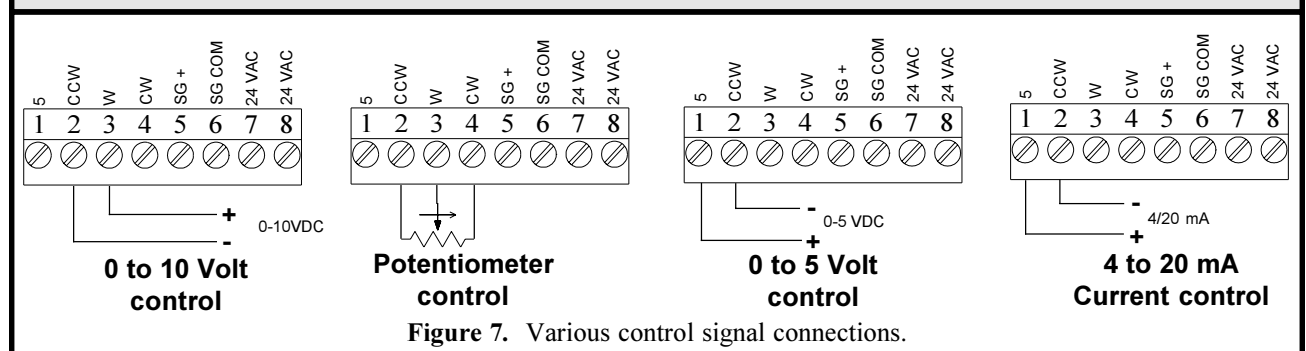 5 CCW W CW SG + SG COM 24 VAC 24 VAC
1 2 3 4 5 6 7 8
+
0-10VDC
-
0 to 10 Volt
control
5 CCW W CW SG + SG COM 24 VAC 24 VAC
1 2 3 4 5 6 7 8
Potentiometer
control
5 CCW W CW SG + SG COM 24 VAC 24 VAC
1 2 3 4 5 6 7 8
-
0-5 VDC
+
0 to 5 Volt
control
5 CCW W CW SG + SG COM 24 VAC 24 VAC
1 2 3 4 5 6 7 8
-
4/20 mA
+
4 to 20 mA
Current control
Figure 7. Various control signal connections.